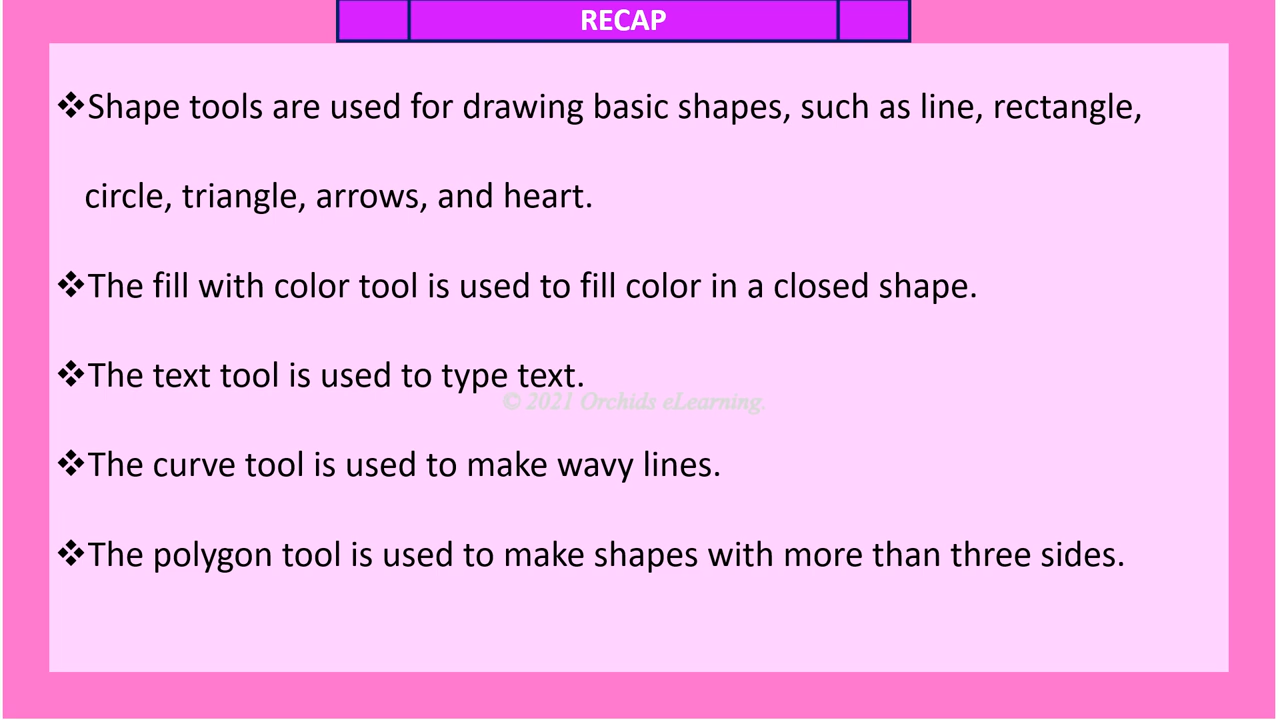 RECAP
❖Shape tools are used for drawing basic shapes, such as line, rectangle,
circle, triangle, arrows, and heart.
❖The fill with color tool is used to fill color in a closed shape.
❖The text tool is used to type text.
© 2021 Orchids eLearning.
❖The curve tool is used to make wavy lines.
❖The polygon tool is used to make shapes with more than three sides.